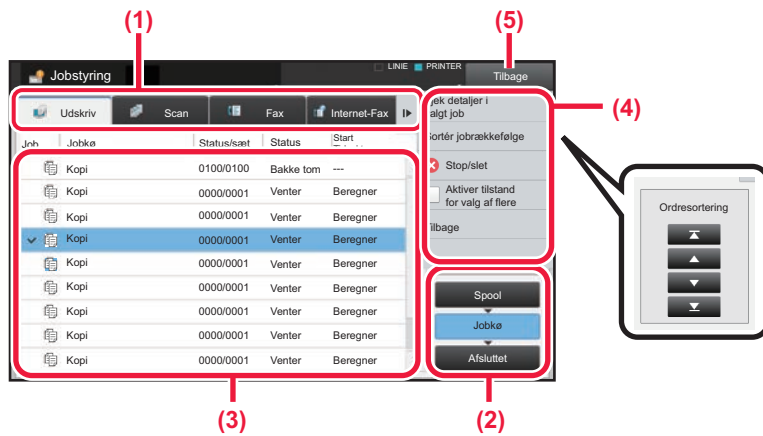 (1)
(5)
LINIE PRINTER
Jobstyring
Tilbage
Udskriv Scan Fax Internet-Fax
detaljer i
valgt job
(4)
Job Jobkø Status/sæt Status Start
Sortér jobrækkefølge
Kopi 0100/0100 Bakke tom ---
Stop/slet
Kopi 0000/0001 Venter Beregner
Aktiver tilstand
for valg af flere
Kopi 0000/0001 Venter Beregner
Tilbage
Kopi 0000/0001 Venter Beregner
Kopi 0000/0001 Venter Beregner
Kopi 0000/0001 Venter Beregner
Kopi 0000/0001 Venter Beregner
Kopi 0000/0001 Venter Beregner
Kopi 0000/0001 Venter Beregner
Spool
Jobkø
Afsluttet
Ordresortering
(3)
(2)